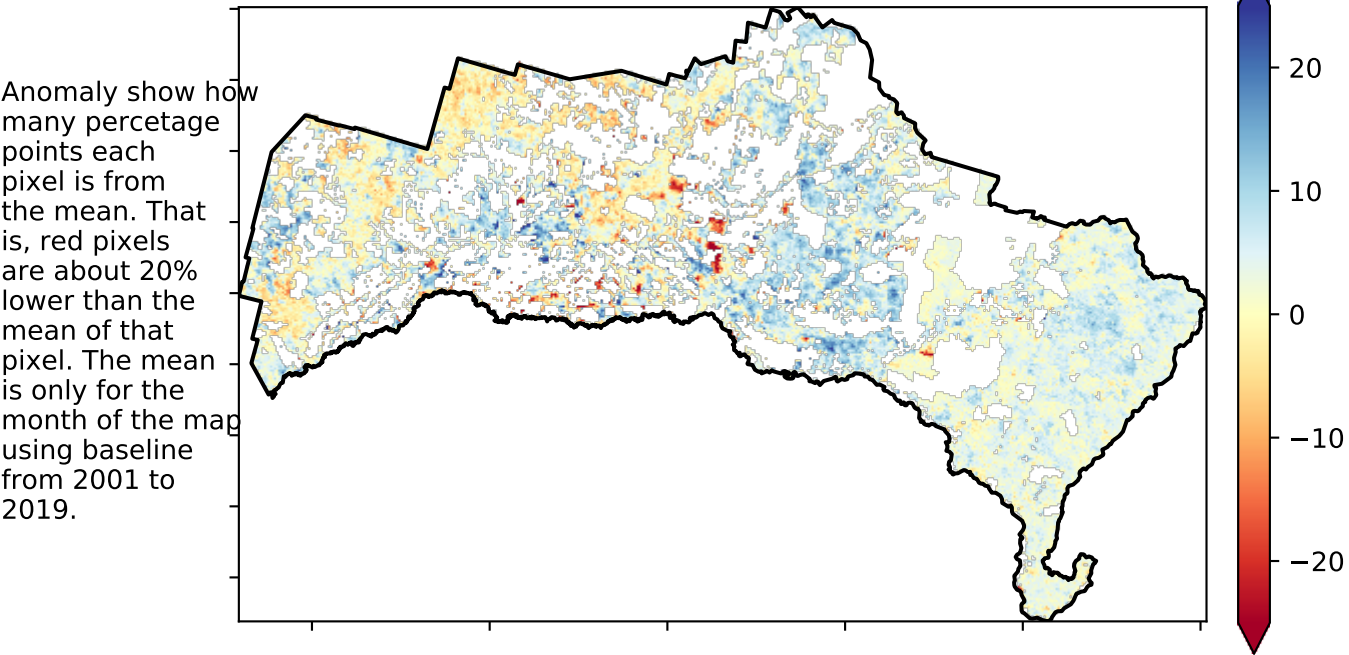 Anomaly show how
many percetage
points each
pixel is from
the mean. That
is, red pixels
are about 20%
lower than the
mean of that
pixel. The mean
is only for the
month of the map
using baseline
from 2001 to
2019.
20
10
0
−10
−20